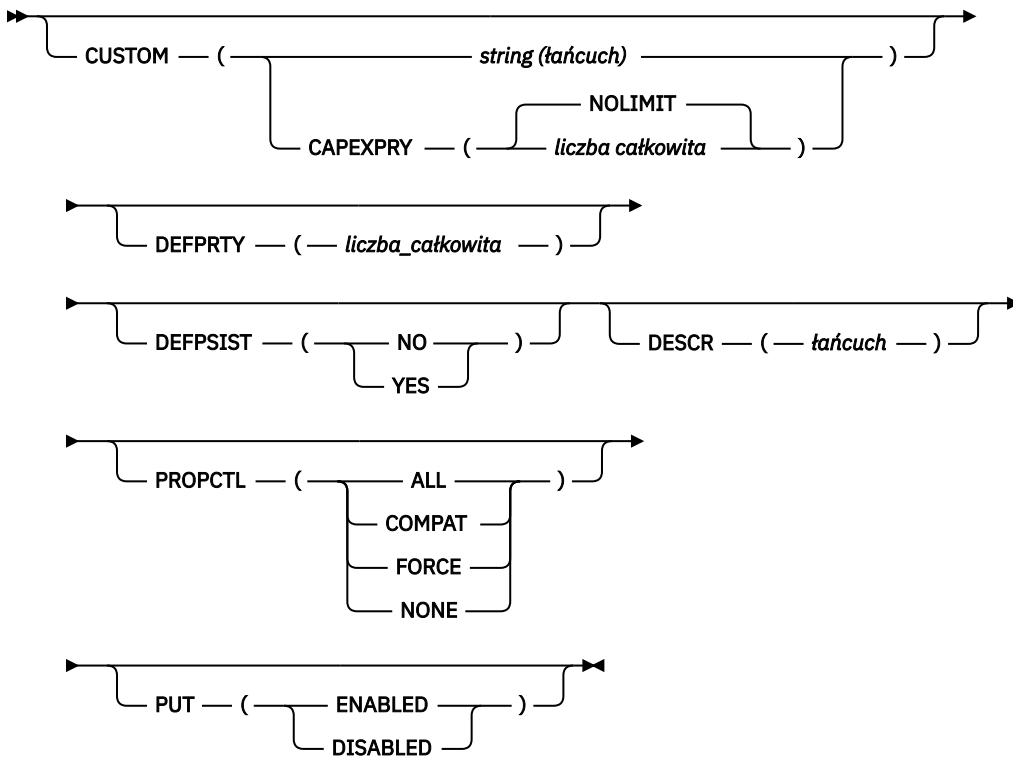 CUSTOM ( string (łańcuch) )
NOLIMIT
CAPEXPRY ( liczba całkowita )
DEFPRTY ( liczba_całkowita )
DEFPSIST ( NO ) DESCR ( łańcuch )
YES
PROPCTL ( ALL )
COMPAT
FORCE
NONE
PUT ( ENABLED )
DISABLED